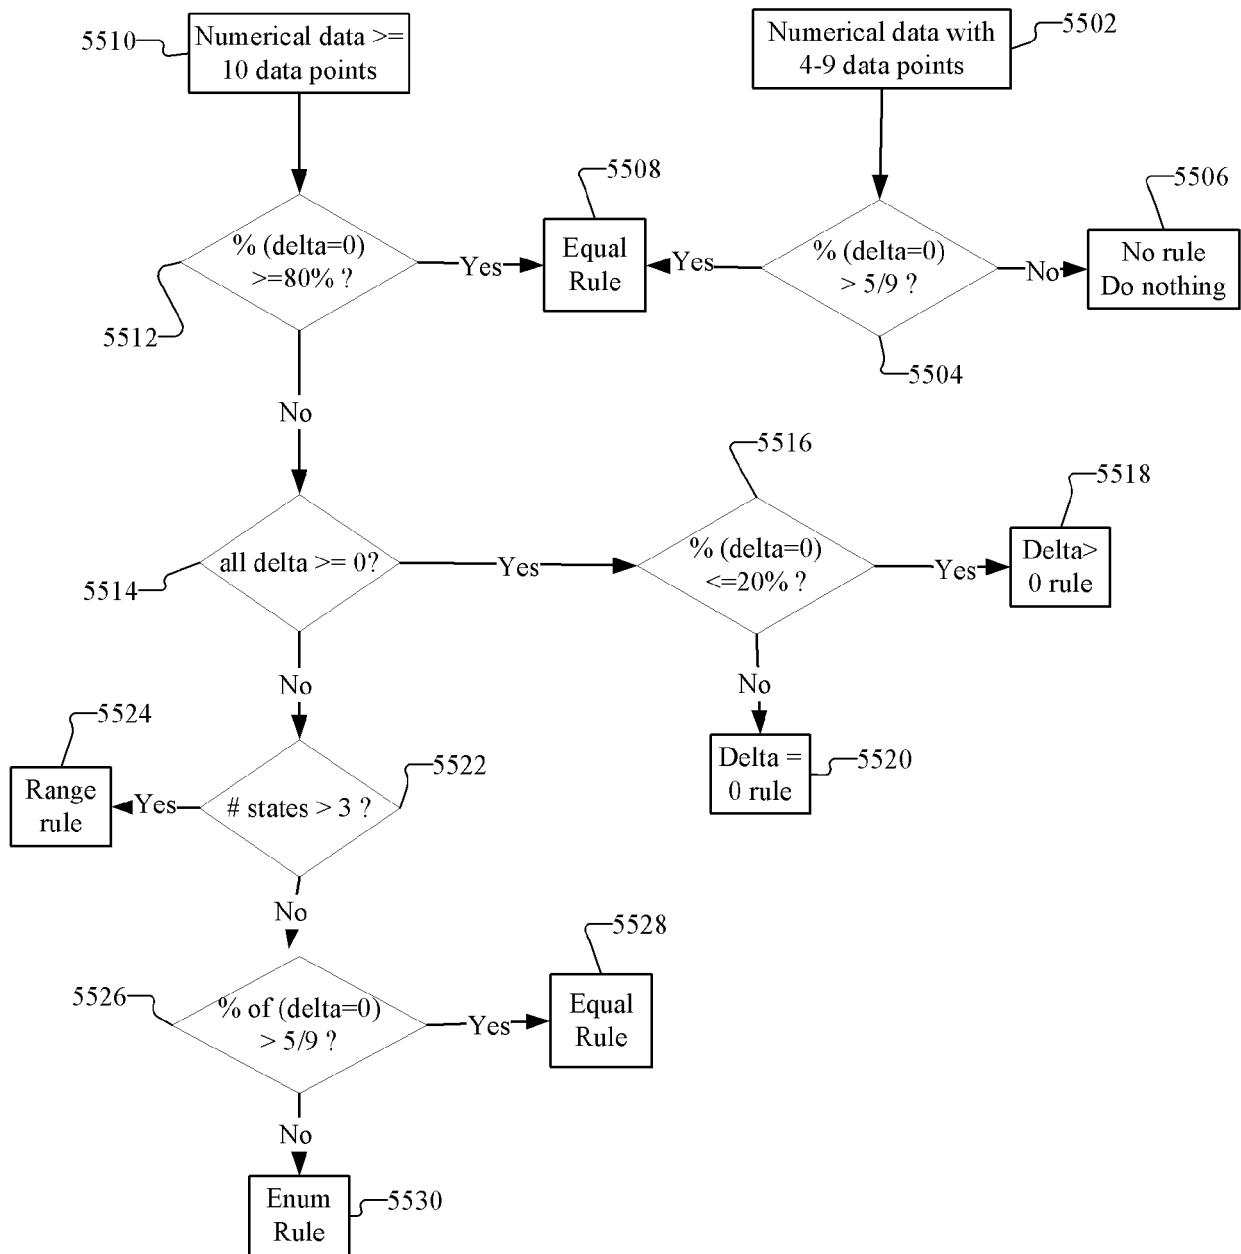 5510
Numerical data >=
10 data points
Numerical data with
4-9 data points
5502
5508
5506
% (delta=0)
>=80% ?
Yes
Equal
Rule
Yes
% (delta=0)
> 5/9 ?
No
No rule
Do nothing
5512
5504
No
5516
5518
all delta >= 0?
Yes
% (delta=0)
<=20% ?
Yes
Delta>
0 rule
5514
No
No
5524
5522
Delta =
0 rule
5520
Range
rule
Yes
# states > 3 ?
No
5528
5526
% of (delta=0)
> 5/9 ?
Yes
Equal
Rule
No
Enum
Rule
5530